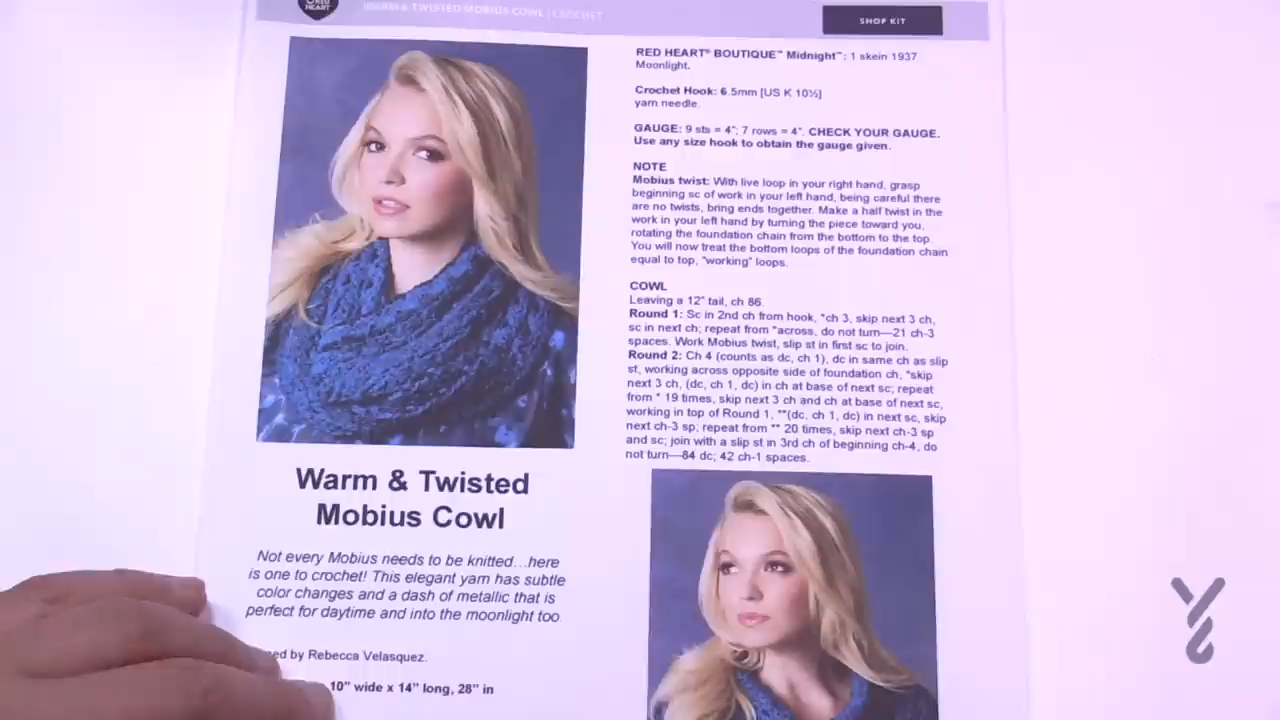 RED HEART
WARM & TWISTED MOBIUS COWL | CROCHET
SHOP KIT
Warm & Twisted
Mobius Cowl
Not every Mobius needs to be knitted…here
is one to crochet! This elegant yarn has subtle
color changes and a dash of metallic that is
perfect for daytime and into the moonlight too.
ed by Rebecca Velasquez.
10" wide x 14" long, 28" in
RED HEART® BOUTIQUE™ Midnight™: 1 skein 1937
Moonlight.
Crochet Hook: 6.5mm [US K 10½]
yarn needle.
GAUGE: 9 sts = 4"; 7 rows = 4". CHECK YOUR GAUGE.
Use any size hook to obtain the gauge given.
NOTE
Mobius twist: With live loop in your right hand, grasp
beginning sc of work in your left hand, being careful there
are no twists, bring ends together. Make a half twist in the
work in your left hand by turning the piece toward you,
rotating the foundation chain from the bottom to the top.
You will now treat the bottom loops of the foundation chain
equal to top, "working" loops.
COWL
Leaving a 12" tail, ch 86.
Round 1: Sc in 2nd ch from hook, *ch 3, skip next 3 ch,
sc in next ch; repeat from *across, do not turn—21 ch-3
spaces. Work Mobius twist, slip st in first sc to join.
Round 2: Ch 4 (counts as dc, ch 1), dc in same ch as slip
st, working across opposite side of foundation ch, *skip
next 3 ch, (dc, ch 1, dc) in ch at base of next sc; repeat
from * 19 times, skip next 3 ch and ch at base of next sc,
working in top of Round 1, **(dc, ch 1, dc) in next sc, skip
next ch-3 sp; repeat from ** 20 times, skip next ch-3 sp
and sc; join with a slip st in 3rd ch of beginning ch-4, do
not turn—84 dc; 42 ch-1 spaces.